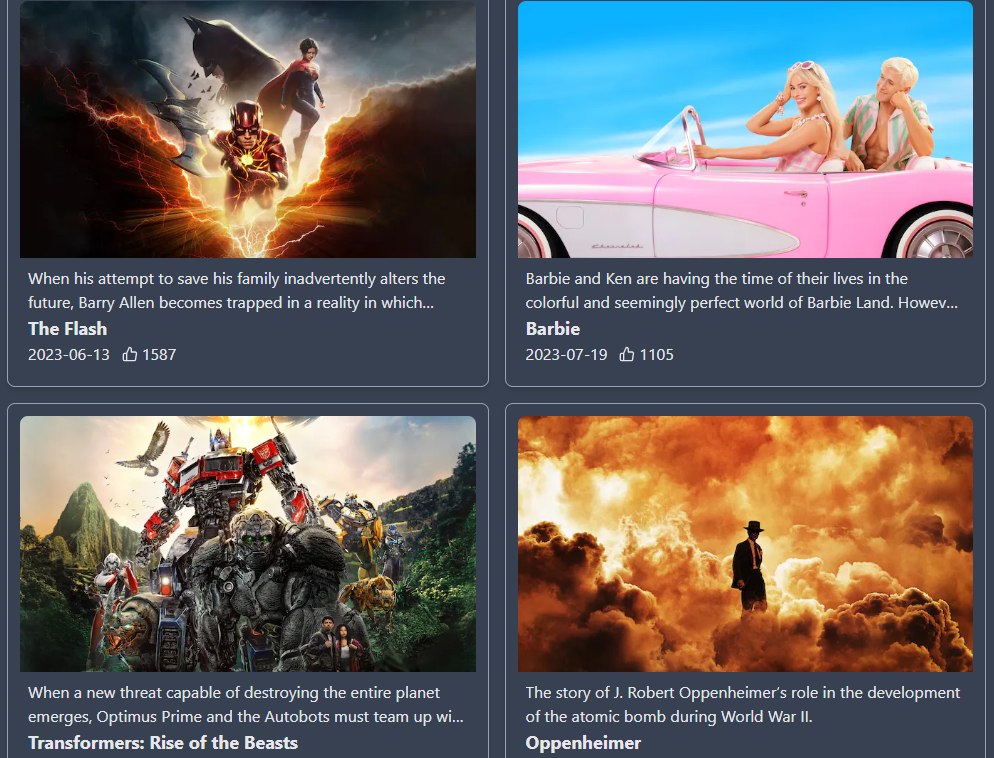 When his attempt to save his family inadvertently alters the
future, Barry Allen becomes trapped in a reality in which...
The Flash
2023-06-13 1587
Chevrolet
Barbie and Ken are having the time of their lives in the
colorful and seemingly perfect world of Barbie Land. Howev...
Barbie
2023-07-19 1105
When a new threat capable of destroying the entire planet
emerges, Optimus Prime and the Autobots must team up wi...
Transformers: Rise of the Beasts
The story of J. Robert Oppenheimer's role in the development
of the atomic bomb during World War II.
Oppenheimer